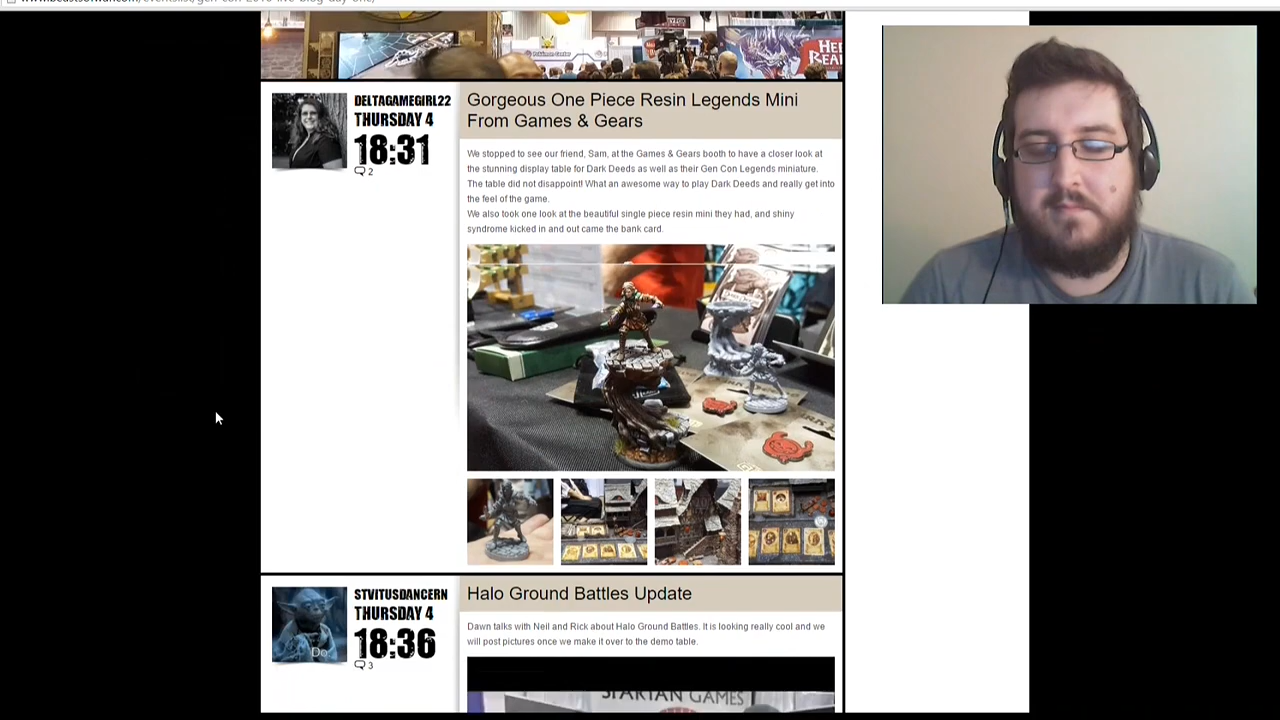 DELTAGAMEGIRL22
THURSDAY 4
18:31
2
Gorgeous One Piece Resin Legends Mini
From Games & Gears
We stopped to see our friend, Sam, at the Games & Gears booth to have a closer look at
the stunning display table for Dark Deeds as well as their Gen Con Legends miniature.
The table did not disappoint! What an awesome way to play Dark Deeds and really get into
the feel of the game.
We also took one look at the beautiful single piece resin mini they had, and shiny
syndrome kicked in and out came the bank card.
STVITUSDANCERN
THURSDAY 4
18:36
3
Do
Halo Ground Battles Update
Dawn talks with Neil and Rick about Halo Ground Battles. It is looking really cool and we
will post pictures once we make it over to the demo table.
SPARTAN GAMES